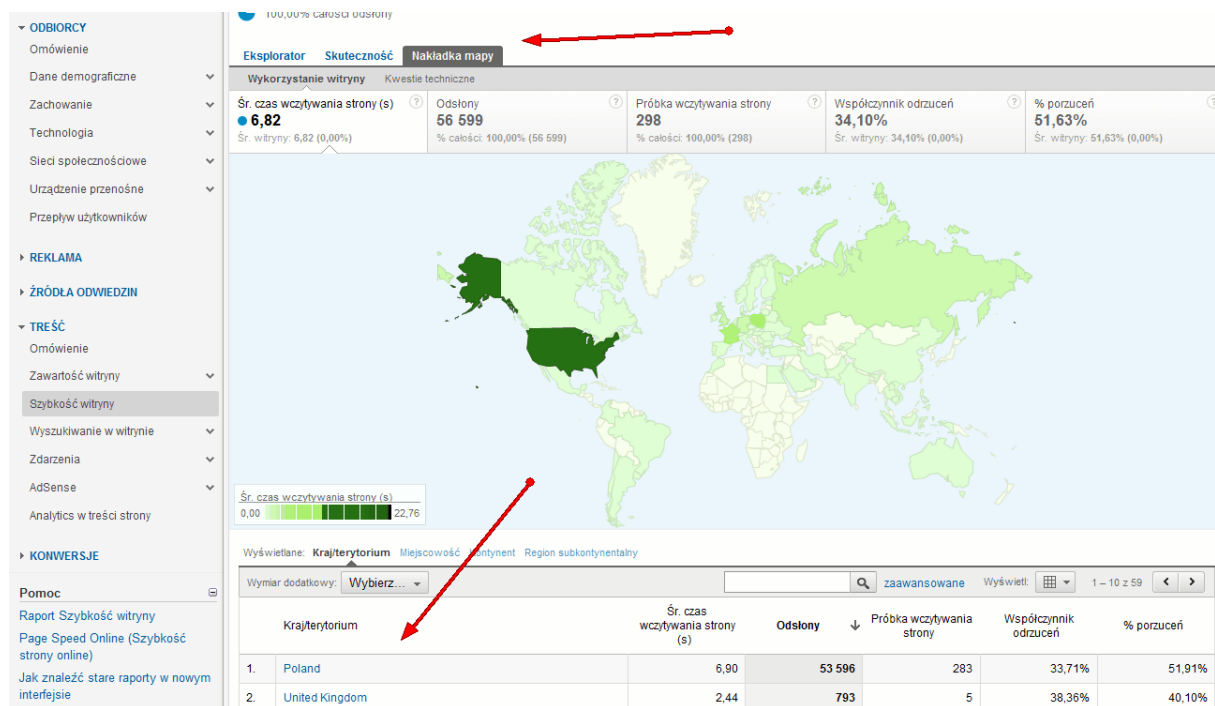 ODBIORCY
Omówienie
Dane demograficzne
Zachowanie
Technologia
Sieci społecznościowe
Urządzenie przenośne
Przepływ użytkowników
REKLAMA
ŹRÓDŁA ODWIEDZIN
TREŚĆ
Omówienie
Zawartość witryny
Szybkość witryny
Wyszukiwanie w witrynie
Zdarzenia
AdSense
Analytics w treści strony
KONWERSJE
Pomoc
Raport Szybkość witryny
Page Speed Online (Szybkość
strony online)
Jak znaleźć stare raporty w nowym
interfejsie
100,00% całości odsłony
Eksplorator Skuteczność Nakładka mapy
Wykorzystanie witryny Kwestie techniczne
Śr. czas wczytywania strony (s) ? Odsłony ? Próbka wczytywania strony ? Współczynnik odrzuceń ? % porzuceń ?
6,82 56 599 298 34,10% 51,63%
Śr. witryny: 6,82 (0,00%) % całości: 100,00% (56 599) % całości: 100,00% (298) Śr. witryny: 34,10% (0,00%) Śr. witryny: 51,63% (0,00%)
Śr. czas wczytywania strony (s)
0,00 22,76
Wyświetlane: Kraj/terytorium Miejscowość Kontynent Region subkontynentalny
Wymiar dodatkowy: Wybierz... zaawansowane Wyświetl: 1 – 10 z 59
Kraj/terytorium Śr. czas wczytywania strony (s) Odsłony Próbka wczytywania strony Współczynnik odrzuceń % porzuceń
1. Poland 6,90 53 596 283 33,71% 51,91%
2. United Kingdom 2,44 793 5 38,36% 40,10%